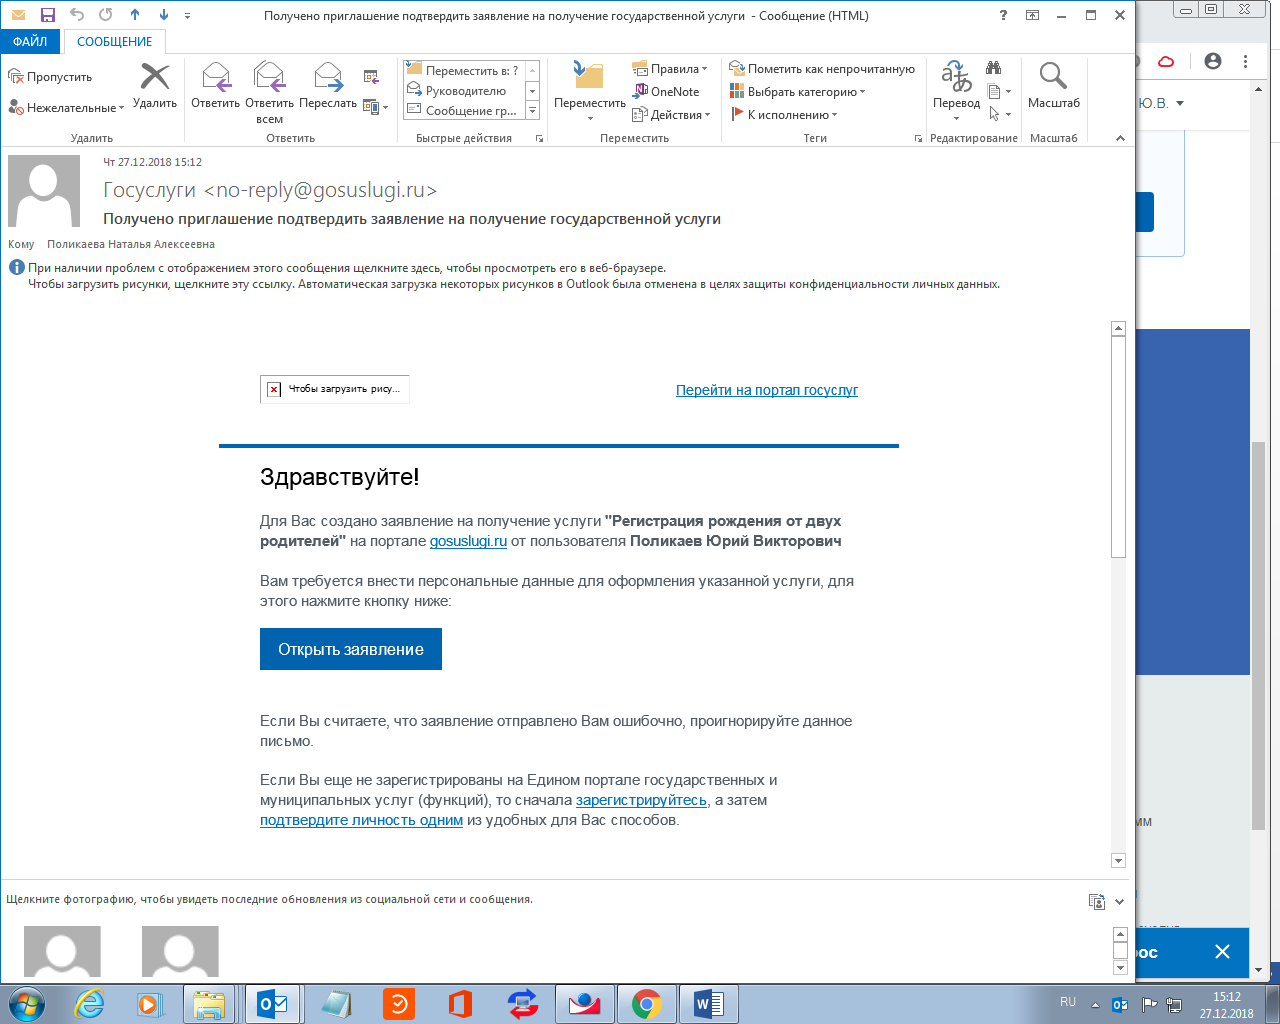 Получено приглашение подтвердить заявление на получение государственной услуги - Сообщение (HTML)
ФАЙЛ СООБЩЕНИЕ
Пропустить
Нежелательные
Удалить
Удалить
Ответить
Ответить всем
Переслать
Ответить
Переместить в: ?
Руководителю
Сообщение гр...
Быстрые действия
Переместить
Правила
OneNote
Действия
Переместить
Пометить как непрочитанную
Выбрать категорию
К исполнению
Теги
Перевод
Редактирование
Масштаб
Масштаб
Ю.В.
Чт 27.12.2018 15:12
Госуслуги <no-reply@gosuslugi.ru>
Получено приглашение подтвердить заявление на получение государственной услуги
Кому Поликаева Наталья Алексеевна
При наличии проблем с отображением этого сообщения щелкните здесь, чтобы просмотреть его в веб-браузере.
Чтобы загрузить рисунки, щелкните эту ссылку. Автоматическая загрузка некоторых рисунков в Outlook была отменена в целях защиты конфиденциальности личных данных.
Чтобы загрузить рису...
Перейти на портал госуслуг
Здравствуйте!
Для Вас создано заявление на получение услуги "Регистрация рождения от двух
родителей" на портале gosuslugi.ru от пользователя Поликаев Юрий Викторович
Вам требуется внести персональные данные для оформления указанной услуги, для
этого нажмите кнопку ниже:
Открыть заявление
Если Вы считаете, что заявление отправлено Вам ошибочно, проигнорируйте данное
письмо.
Если Вы еще не зарегистрированы на Едином портале государственных и
муниципальных услуг (функций), то сначала зарегистрируйтесь, а затем
подтвердите личность одним из удобных для Вас способов.
мм
рос
Щелкните фотографию, чтобы увидеть последние обновления из социальной сети и сообщения.
RU
15:12
27.12.2018